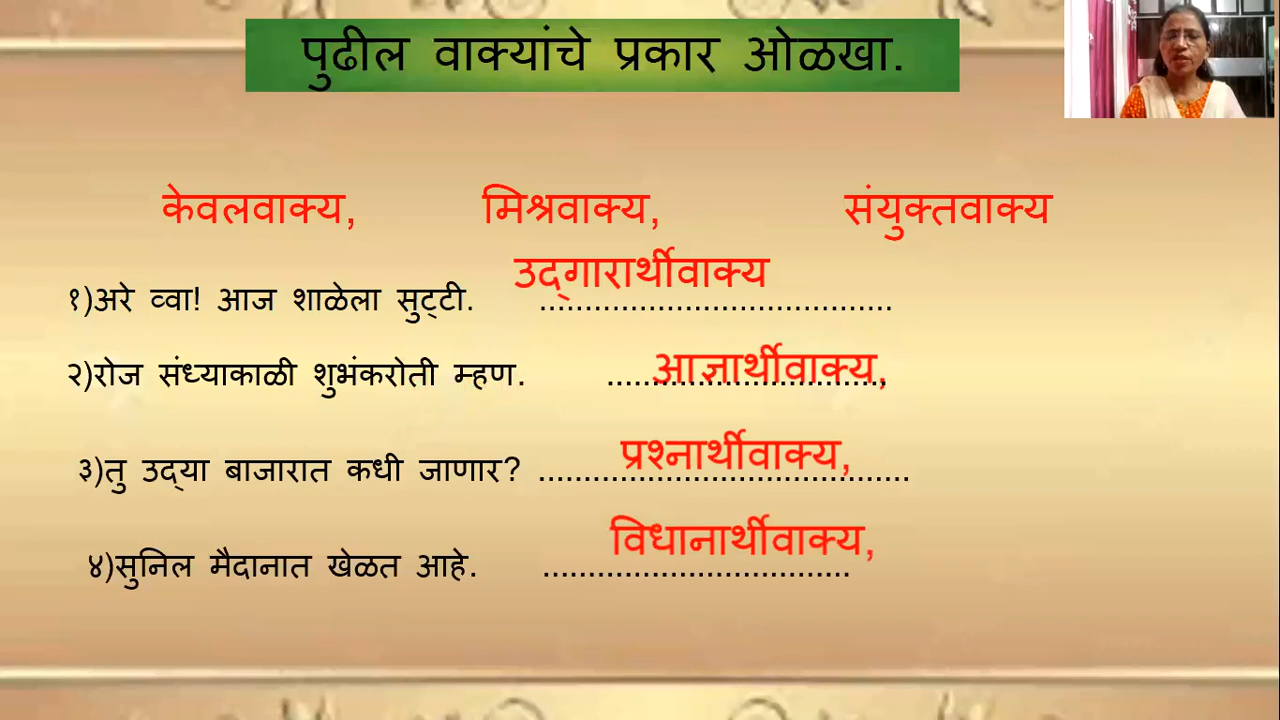 पुढील वाक्यांचे प्रकार ओळखा.
केवलवाक्य, मिश्रवाक्य, संयुक्तवाक्य
उद्गारार्थीवाक्य
१)अरे व्वा! आज शाळेला सुट्टी. ......................................
आज्ञार्थीवाक्य,
२)रोज संध्याकाळी शुभंकरोती म्हण. ..............................
प्रश्नार्थीवाक्य,
३)तु उद्या बाजारात कधी जाणार? ........................................
विधानार्थीवाक्य,
४)सुनिल मैदानात खेळत आहे. .................................